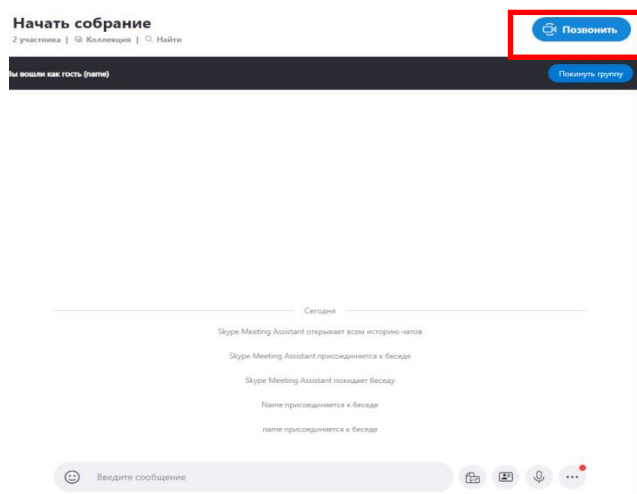 Начать собрание
Позвонить
2 участника | Коллекция | Найти
Вы вошли как гость (name)
Покинуть группу
Сегодня
Skype Meeting Assistant открывает всем историю чатов
Skype Meeting Assistant присоединяется к беседе
Skype Meeting Assistant покидает беседу
Name присоединяется к беседе
name присоединяется к беседе
Введите сообщение